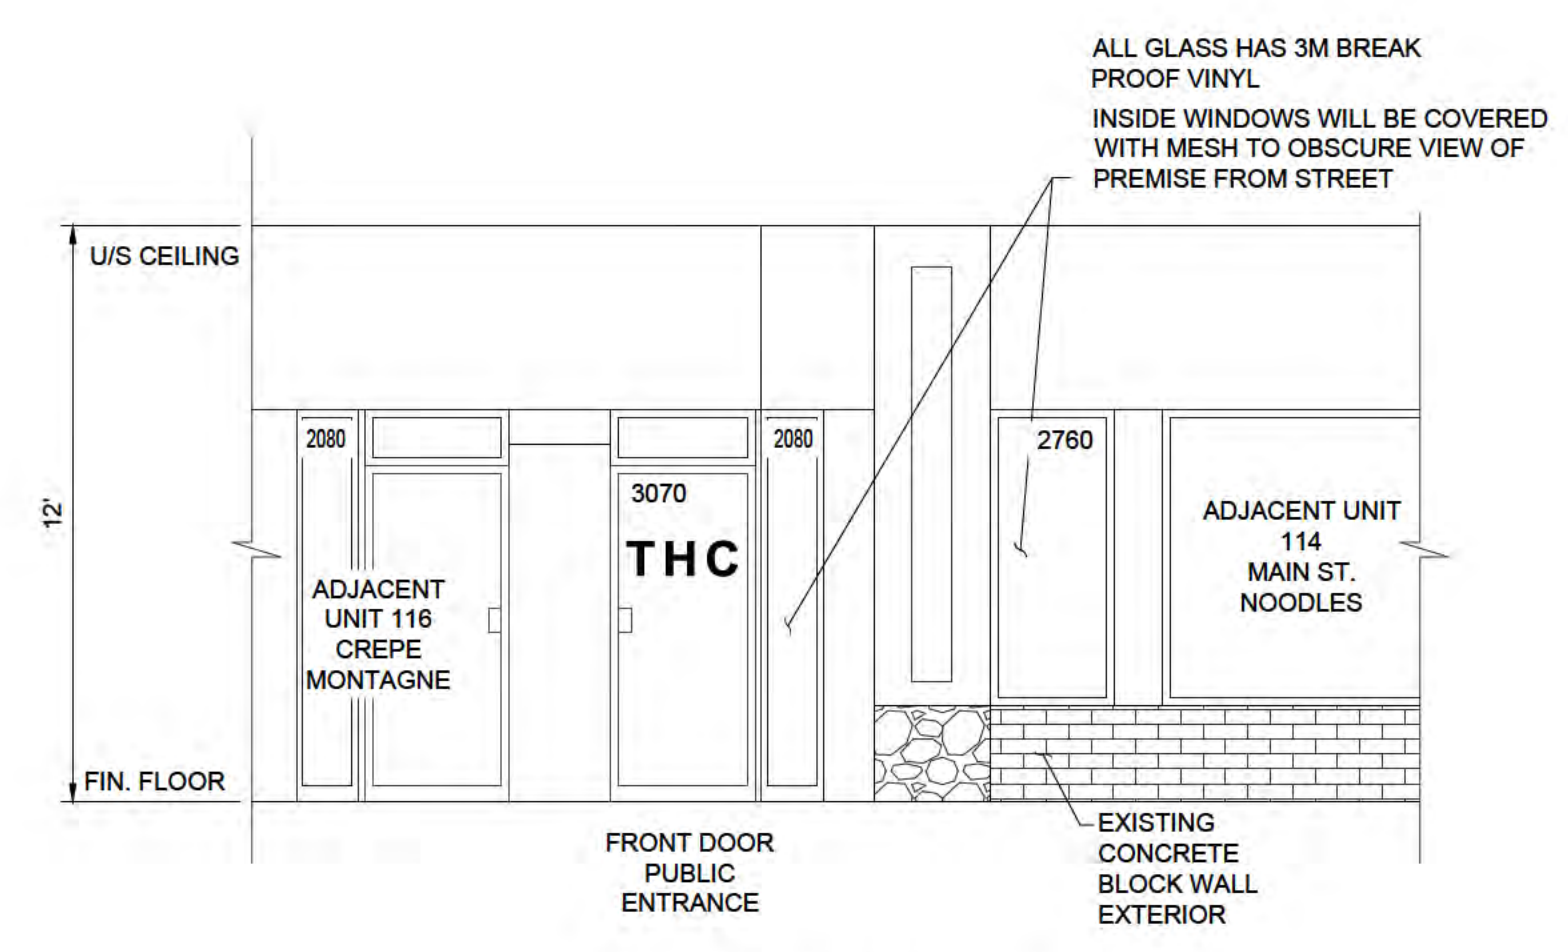 ALL GLASS HAS 3M BREAK
PROOF VINYL
INSIDE WINDOWS WILL BE COVERED
WITH MESH TO OBSCURE VIEW OF
PREMISE FROM STREET
U/S CEILING
12'
2080
2080
2760
3070
THC
ADJACENT UNIT
114
MAIN ST.
NOODLES
ADJACENT
UNIT 116
CREPE
MONTAGNE
FIN. FLOOR
FRONT DOOR
PUBLIC
ENTRANCE
EXISTING
CONCRETE
BLOCK WALL
EXTERIOR